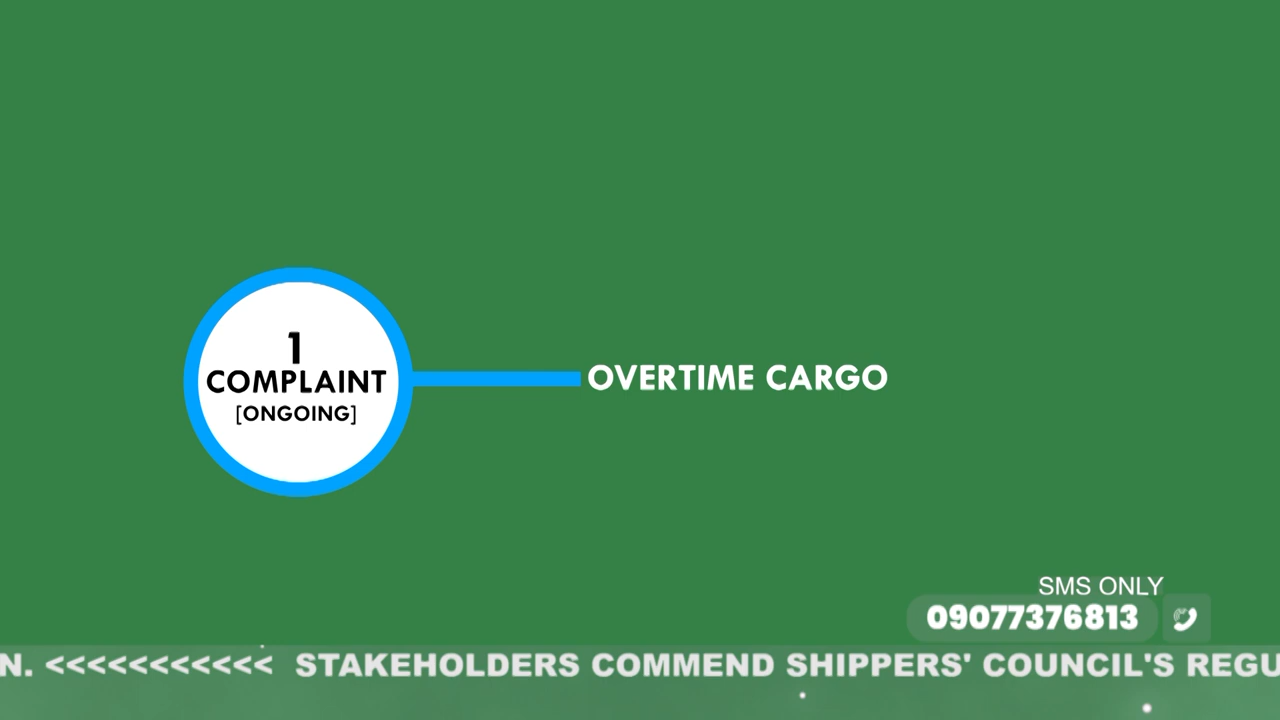 1
COMPLAINT
[ONGOING]
OVERTIME CARGO
SMS ONLY
09077376813
N. <<<<<<<<<<< STAKEHOLDERS COMMEND SHIPPERS' COUNCIL'S REGU